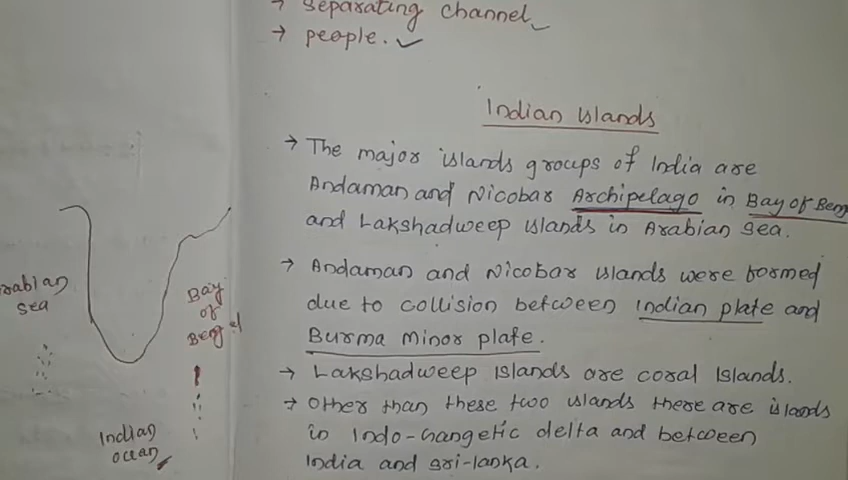 → separating channel
→ people.
Indian Islands
→ The major islands groups of India are
Andaman and Nicobar Archipelago in Bay of Beng
and Lakshadweep islands in Arabian sea.
→ Andaman and Nicobar islands were formed
due to collision between Indian plate and
Burma Minor plate.
→ Lakshadweep Islands are coral Islands.
→ other than these two islands there are islands
in Indo-Gangetic delta and between
India and Sri-lanka.
rabian
sea
Bay
of
Bengal
Indian
ocean